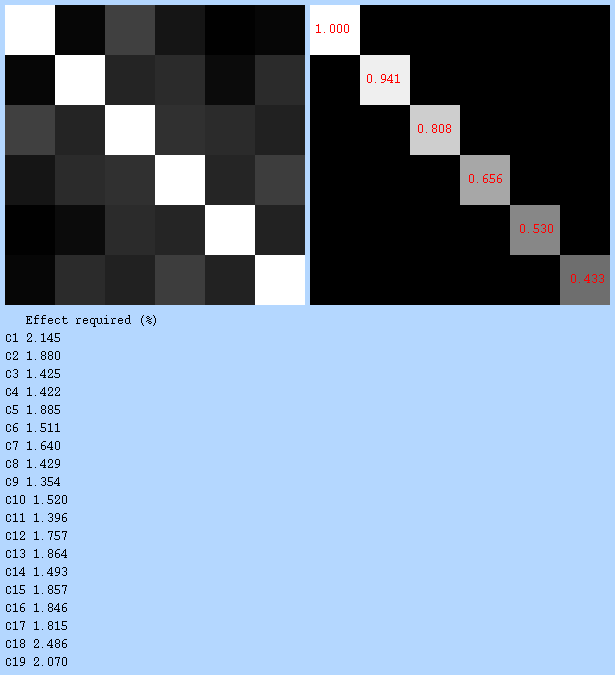 1.000
0.941
0.808
0.656
0.530
0.433
Effect required (%)
C1 2.145
C2 1.880
C3 1.425
C4 1.422
C5 1.885
C6 1.511
C7 1.640
C8 1.429
C9 1.354
C10 1.520
C11 1.396
C12 1.757
C13 1.864
C14 1.493
C15 1.857
C16 1.846
C17 1.815
C18 2.486
C19 2.070